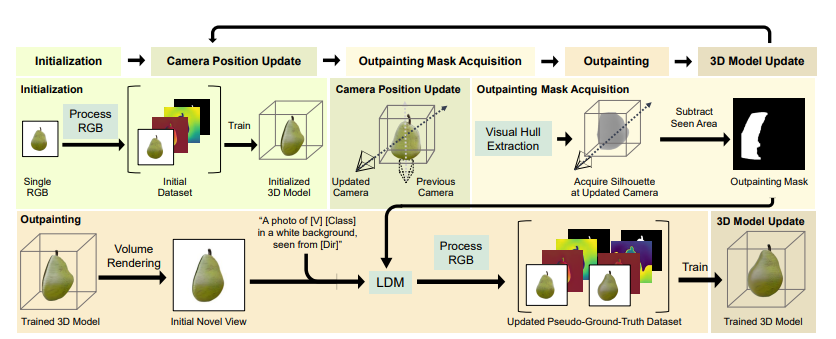 Initialization
Camera Position Update
Outpainting Mask Acquisition
Outpainting
3D Model Update
Initialization
Process
RGB
Train
Single
RGB
Initial
Dataset
Initialized
3D Model
Camera Position Update
Updated
Camera
Previous
Camera
Outpainting Mask Acquisition
Visual Hull
Extraction
Subtract
Seen Area
Acquire Silhouette
at Updated Camera
Outpainting Mask
Outpainting
Volume
Rendering
Trained 3D Model
Initial Novel View
“A photo of [V] [Class]
in a white background,
seen from [Dir]”
LDM
Process
RGB
Updated Pseudo-Ground-Truth Dataset
Train
3D Model Update
Trained 3D Model